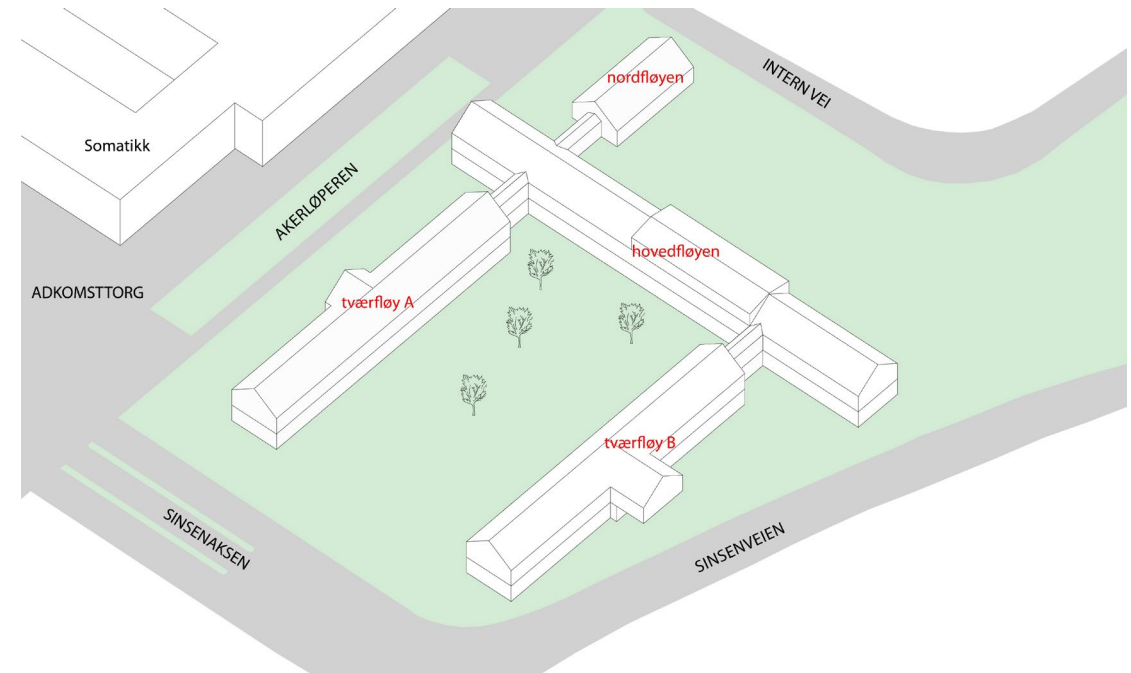 nordfløyen
INTERN VEI
Somatikk
AKERLØPEREN
hovedfløyen
ADKOMSTTORG
tværfløy A
tværfløy B
SINSENAKSEN
SINSENVEIEN